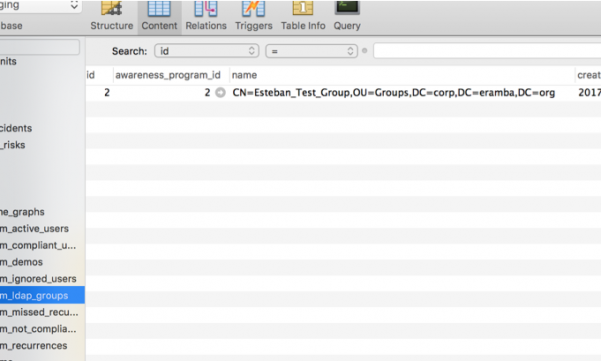 ging
base
Structure Content Relations Triggers Table Info Query
Search: id =
nits
id awareness_program_id name creat
2 2 CN=Esteban_Test_Group,OU=Groups,DC=corp,DC=eramba,DC=org 2017
cidents
_risks
ne_graphs
m_active_users
m_compliant_u...
m_demos
m_ignored_users
m_ldap_groups
m_missed_recu...
m_not_complia...
m_recurrences